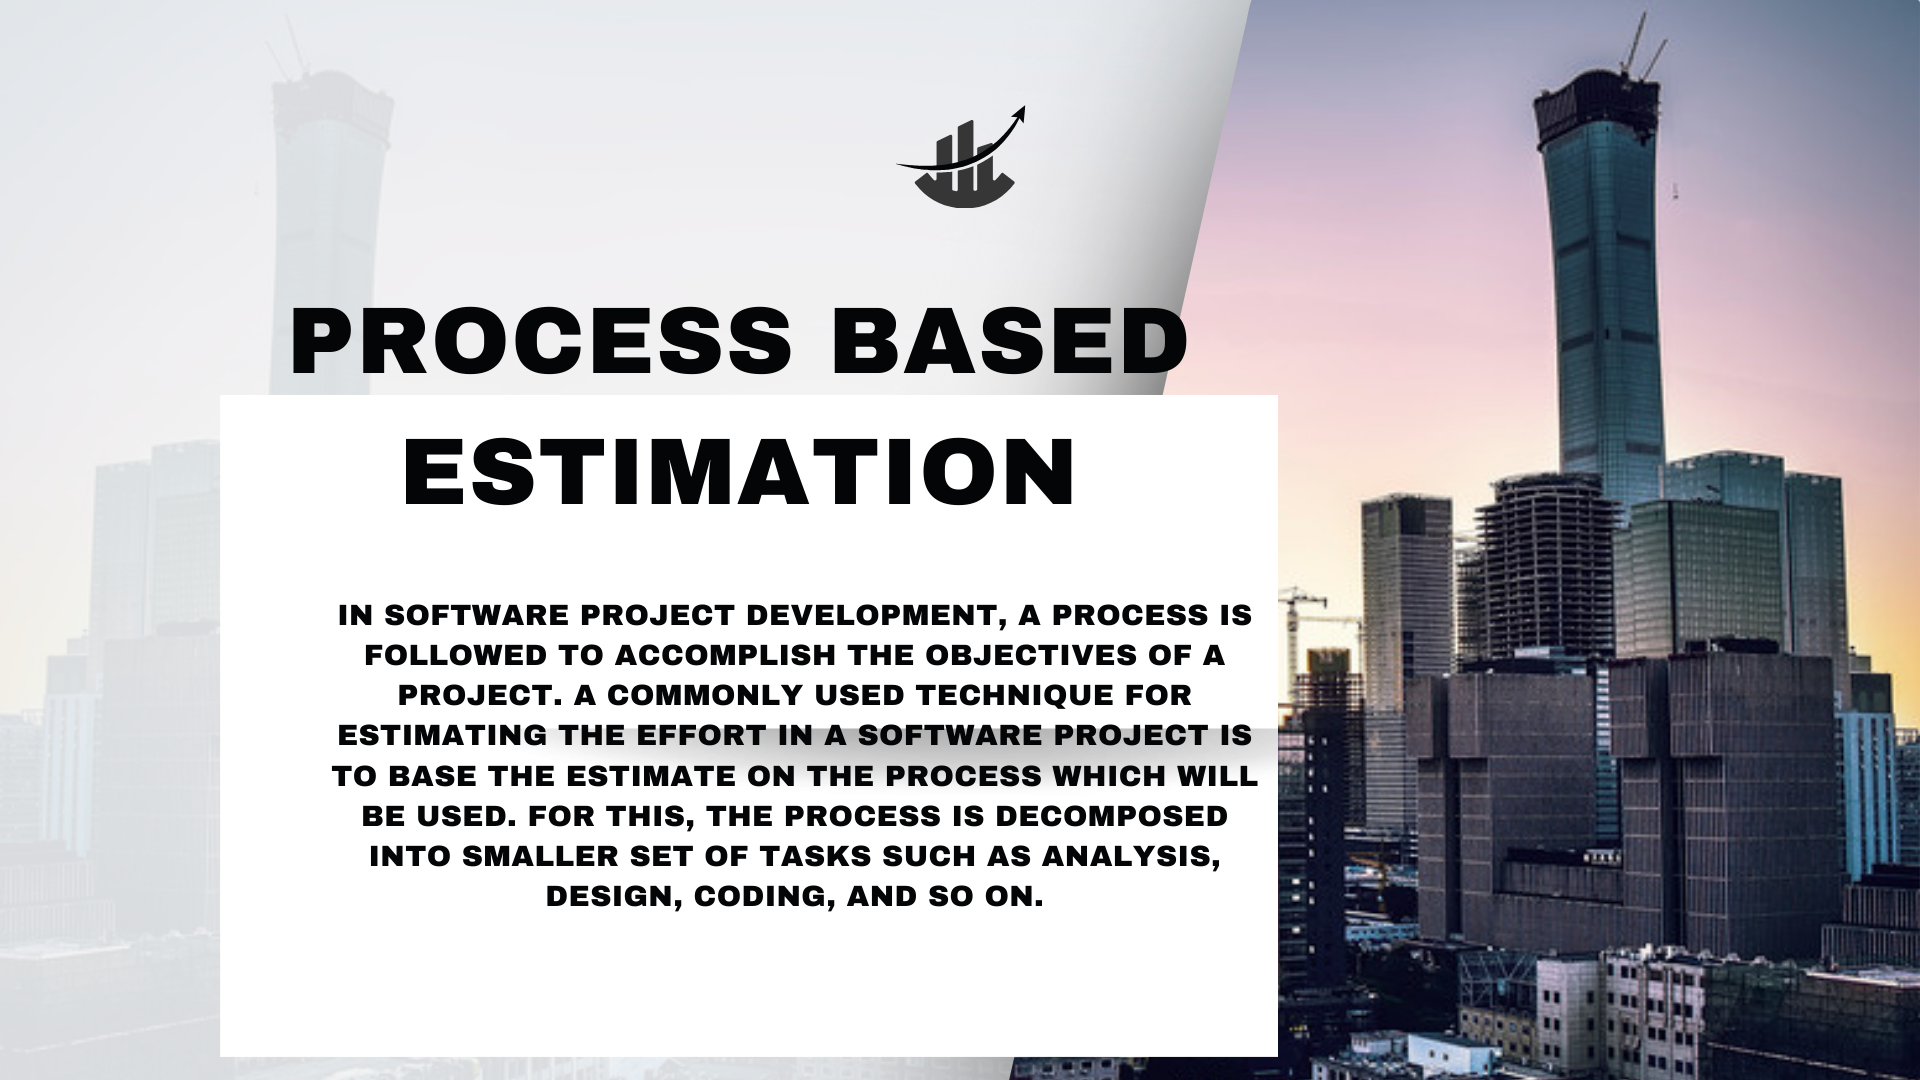 PROCESS BASED
ESTIMATION
IN SOFTWARE PROJECT DEVELOPMENT, A PROCESS IS
FOLLOWED TO ACCOMPLISH THE OBJECTIVES OF A
PROJECT. A COMMONLY USED TECHNIQUE FOR
ESTIMATING THE EFFORT IN A SOFTWARE PROJECT IS
TO BASE THE ESTIMATE ON THE PROCESS WHICH WILL
BE USED. FOR THIS, THE PROCESS IS DECOMPOSED
INTO SMALLER SET OF TASKS SUCH AS ANALYSIS,
DESIGN, CODING, AND SO ON.